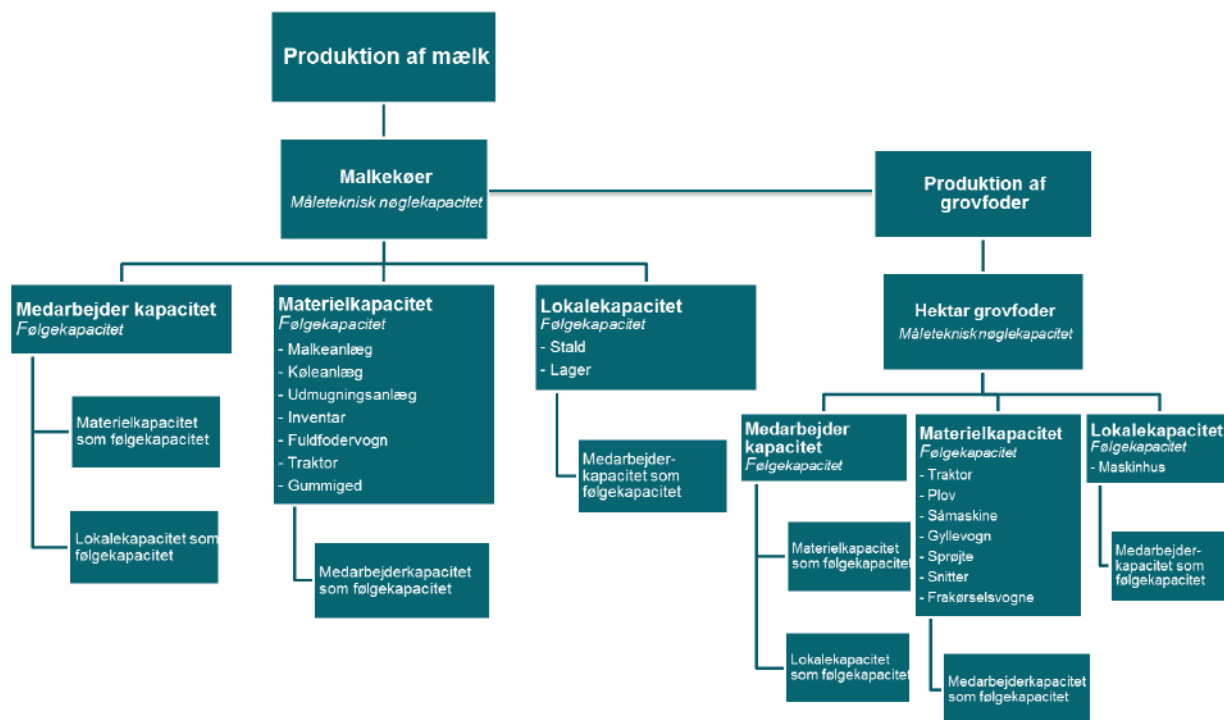 Produktion af mælk
Malkekøer
Måleteknisk nøglekapacitet
Produktion af
grovfoder
Medarbejder kapacitet
Følgekapacitet
Materielkapacitet
som følgekapacitet
Lokalekapacitet som
følgekapacitet
Materielkapacitet
Følgekapacitet
- Malkeanlæg
- Køleanlæg
- Udmugningsanlæg
- Inventar
- Fuldfodervogn
- Traktor
- Gummiged
Medarbejderkapacitet
som følgekapacitet
Lokalekapacitet
Følgekapacitet
- Stald
- Lager
Medarbejder-
kapacitet som
følgekapacitet
Hektar grovfoder
Måleteknisk nøglekapacitet
Medarbejder
kapacitet
Følgekapacitet
Materielkapacitet
som følgekapacitet
Lokalekapacitet
som følgekapacitet
Materielkapacitet
Følgekapacitet
- Traktor
- Plov
- Såmaskine
- Gyllevogn
- Sprøjte
- Snitter
- Frakørselsvogne
Medarbejderkapacitet
som følgekapacitet
Lokalekapacitet
Følgekapacitet
- Maskinhus
Medarbejder-
kapacitet som
følgekapacitet